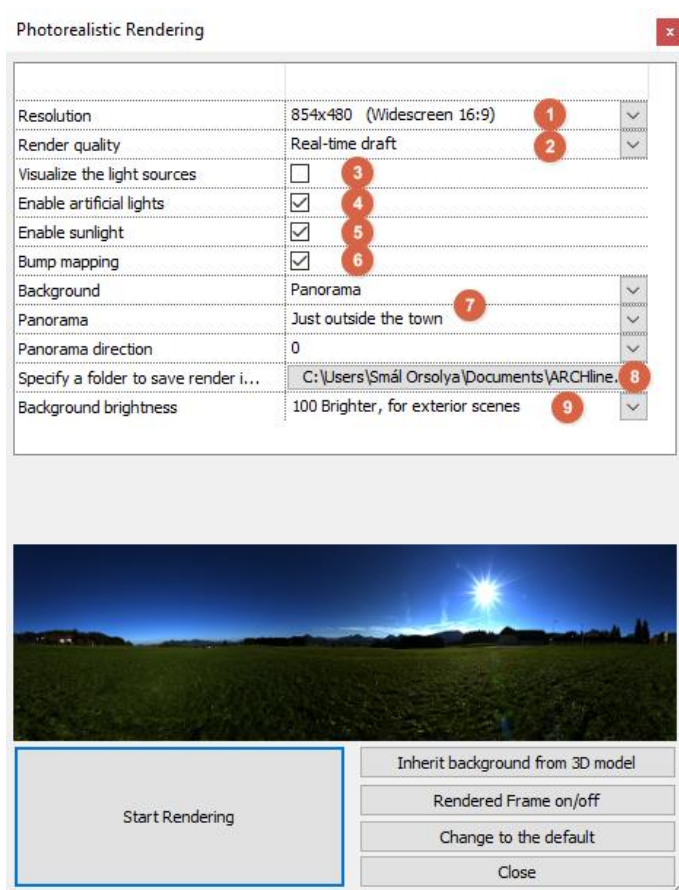 Photorealistic Rendering x
Resolution 854x480 (Widescreen 16:9) 1
Render quality Real-time draft 2
Visualize the light sources 3
Enable artificial lights 4
Enable sunlight 5
Bump mapping 6
Background Panorama
7
Panorama Just outside the town
Panorama direction 0
Specify a folder to save render i... C:\Users\Smál Orsolya\Documents\ARCHline. 8
Background brightness 100 Brighter, for exterior scenes 9
Start Rendering
Inherit background from 3D model
Rendered Frame on/off
Change to the default
Close